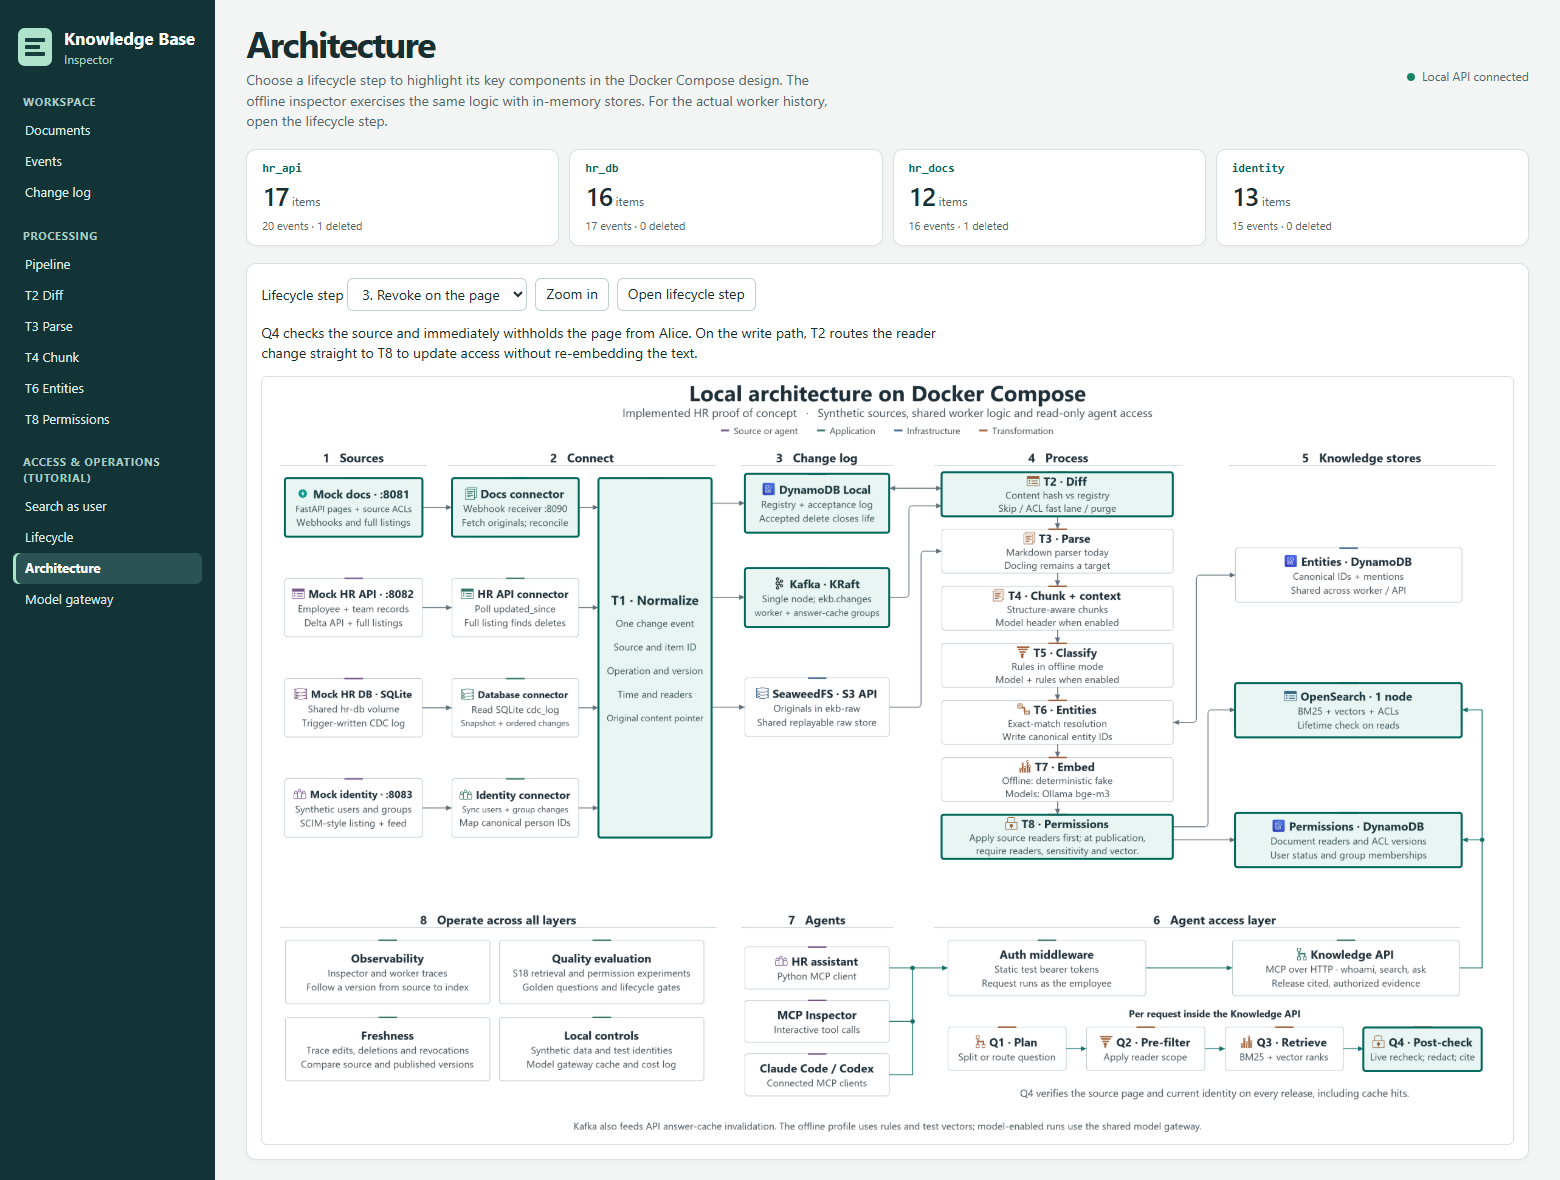 Knowledge Base
Inspector
WORKSPACE
Documents
Events
Change log
PROCESSING
Pipeline
T2 Diff
T3 Parse
T4 Chunk
T6 Entities
T8 Permissions
ACCESS & OPERATIONS
(TUTORIAL)
Search as user
Lifecycle
Architecture
Model gateway
Architecture
Choose a lifecycle step to highlight its key components in the Docker Compose design. The
offline inspector exercises the same logic with in-memory stores. For the actual worker history,
open the lifecycle step.
Local API connected
hr_api
17 items
20 events · 1 deleted
hr_db
16 items
17 events · 0 deleted
hr_docs
12 items
16 events · 1 deleted
identity
13 items
15 events · 0 deleted
Lifecycle step
3. Revoke on the page
Zoom in
Open lifecycle step
Q4 checks the source and immediately withholds the page from Alice. On the write path, T2 routes the reader
change straight to T8 to update access without re-embedding the text.
Local architecture on Docker Compose
Implemented HR proof of concept · Synthetic sources, shared worker logic and read-only agent access
Source or agent
Application
Infrastructure
Transformation
1 Sources
Mock docs · :8081
FastAPI pages + source ACLs
Webhooks and full listings
Mock HR API · :8082
Employee + team records
Delta API + full listings
Mock HR DB · SQLite
Shared hr-db volume
Trigger-written CDC log
Mock identity · :8083
Synthetic users and groups
SCIM-style listing + feed
2 Connect
Docs connector
Webhook receiver :8090
Fetch originals; reconcile
HR API connector
Poll updated_since
Full listing finds deletes
Database connector
Read SQLite cdc_log
Snapshot + ordered changes
Identity connector
Sync users + group changes
Map canonical person IDs
T1 · Normalize
One change event
Source and item ID
Operation and version
Time and readers
Original content pointer
3 Change log
DynamoDB Local
Registry + acceptance log
Accepted delete closes life
Kafka · KRaft
Single node; ekb.changes
worker + answer-cache groups
SeaweedFS · S3 API
Originals in ekb-raw
Shared replayable raw store
4 Process
T2 · Diff
Content hash vs registry
Skip / ACL fast lane / purge
T3 · Parse
Markdown parser today
Docling remains a target
T4 · Chunk + context
Structure-aware chunks
Model header when enabled
T5 · Classify
Rules in offline mode
Model + rules when enabled
T6 · Entities
Exact-match resolution
Write canonical entity IDs
T7 · Embed
Offline: deterministic fake
Models: Ollama bge-m3
T8 · Permissions
Apply source readers first; at publication,
require readers, sensitivity and vector.
5 Knowledge stores
Entities · DynamoDB
Canonical IDs + mentions
Shared across worker / API
OpenSearch · 1 node
BM25 + vectors + ACLs
Lifetime check on reads
Permissions · DynamoDB
Document readers and ACL versions
User status and group memberships
8 Operate across all layers
Observability
Inspector and worker traces
Follow a version from source to index
Quality evaluation
S18 retrieval and permission experiments
Golden questions and lifecycle gates
Freshness
Trace edits, deletions and revocations
Compare source and published versions
Local controls
Synthetic data and test identities
Model gateway cache and cost log
7 Agents
HR assistant
Python MCP client
MCP Inspector
Interactive tool calls
Claude Code / Codex
Connected MCP clients
6 Agent access layer
Auth middleware
Static test bearer tokens
Request runs as the employee
Knowledge API
MCP over HTTP · whoami, search, ask
Release cited, authorized evidence
Per request inside the Knowledge API
Q1 · Plan
Split or route question
Q2 · Pre-filter
Apply reader scope
Q3 · Retrieve
BM25 + vector ranks
Q4 · Post-check
Live recheck; redact; cite
Q4 verifies the source page and current identity on every release, including cache hits.
Kafka also feeds API answer-cache invalidation. The offline profile uses rules and test vectors; model-enabled runs use the shared model gateway.